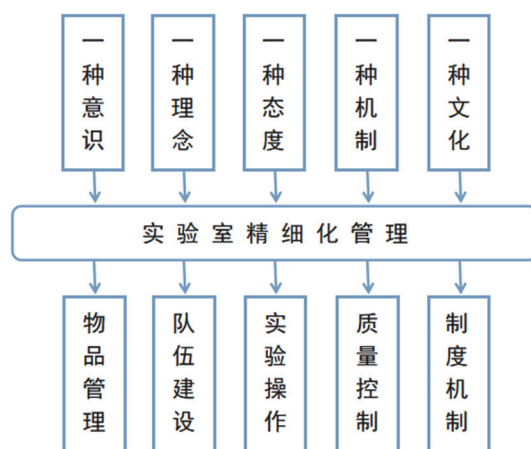 一种意识
一种理念
一种态度
一种机制
一种文化
实验室精细化管理
物品管理
队伍建设
实验操作
质量控制
制度机制